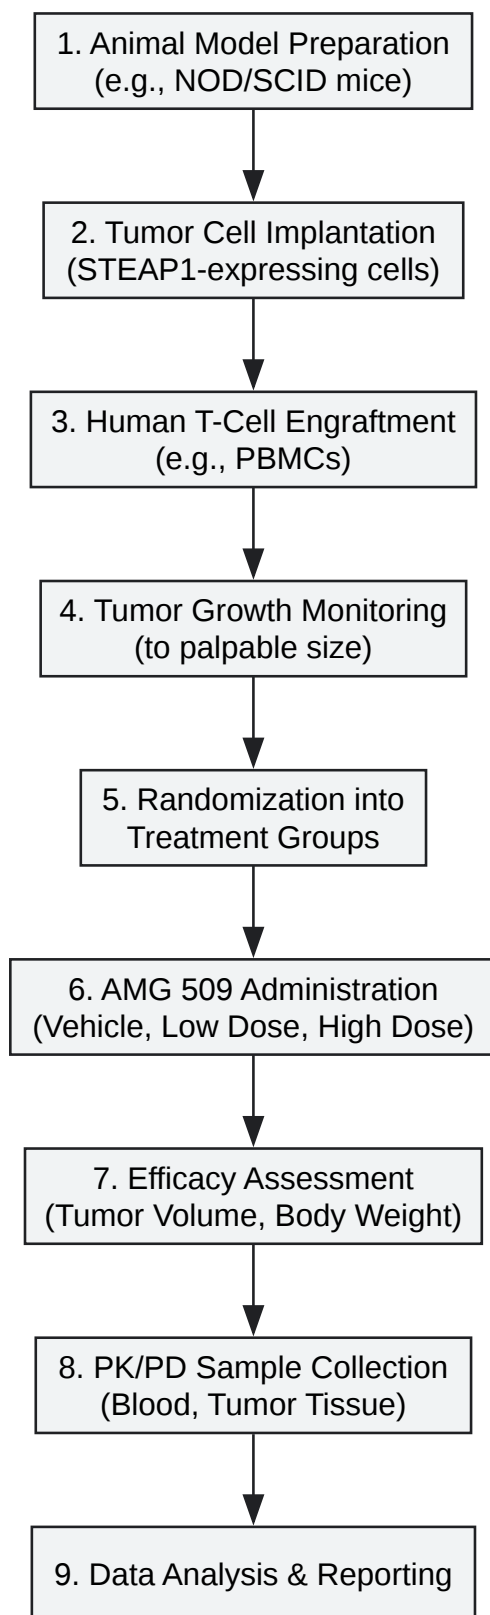 1. Animal Model Preparation
(e.g., NOD/SCID mice)
2. Tumor Cell Implantation
(STEAP1-expressing cells)
3. Human T-Cell Engraftment
(e.g., PBMCs)
4. Tumor Growth Monitoring
(to palpable size)
5. Randomization into
Treatment Groups
6. AMG 509 Administration
(Vehicle, Low Dose, High Dose)
7. Efficacy Assessment
(Tumor Volume, Body Weight)
8. PK/PD Sample Collection
(Blood, Tumor Tissue)
9. Data Analysis & Reporting